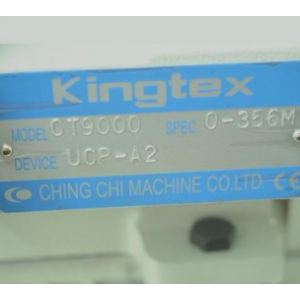 Kingtex
MODEL CT9000 SPEC. 0-356M
DEVICE UCP-A2
CHING CHI MACHINE CO.LTD. CE